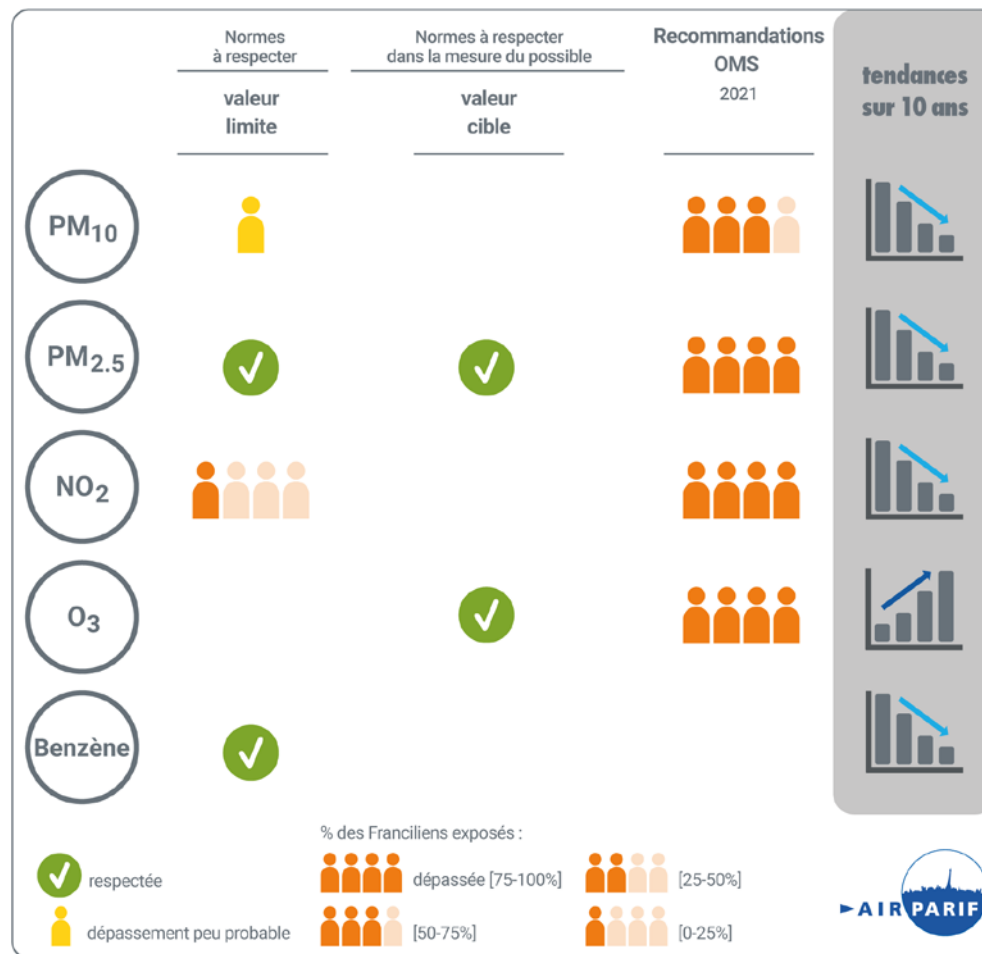 Normes
à respecter
Normes à respecter
dans la mesure du possible
Recommandations
OMS
2021
tendances
sur 10 ans
valeur
limite
valeur
cible
PM10
PM2.5
NO2
O3
Benzène
% des Franciliens exposés :
respectée
dépassée [75-100%]
[25-50%]
dépassement peu probable
[50-75%]
[0-25%]
AIRPARIF